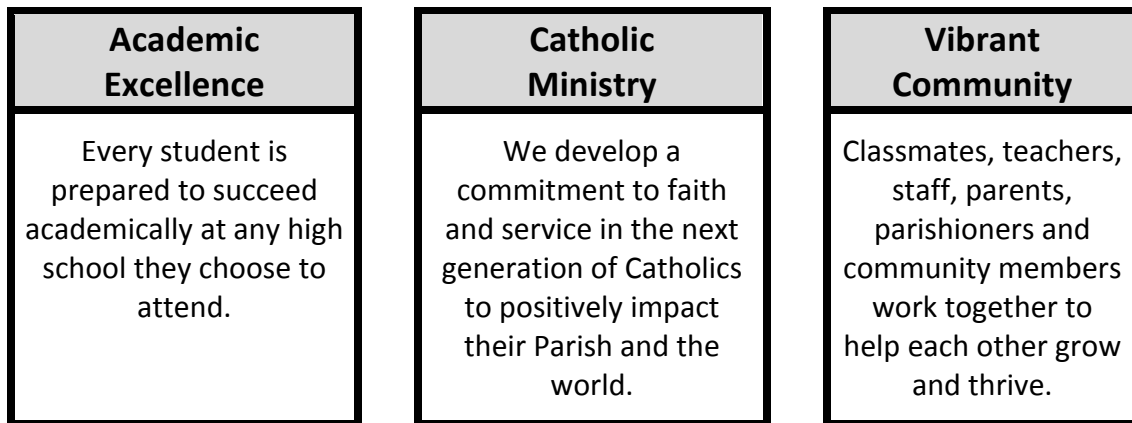 Academic
Excellence
Every student is
prepared to succeed
academically at any high
school they choose to
attend.
Catholic
Ministry
We develop a
commitment to faith
and service in the next
generation of Catholics
to positively impact
their Parish and the
world.
Vibrant
Community
Classmates, teachers,
staff, parents,
parishioners and
community members
work together to
help each other grow
and thrive.